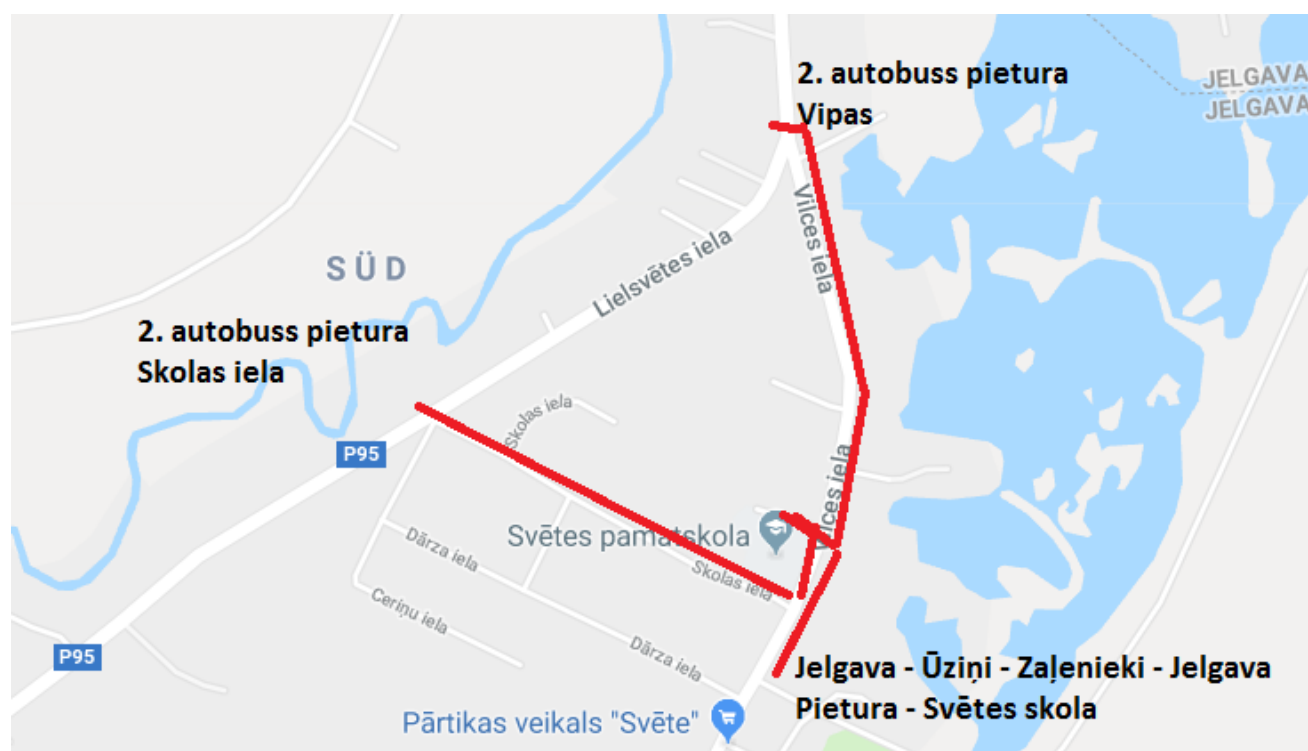 2. autobuss pietura
Vipas
JELGAVA
JELGAVA
Vilces iela
Lielsvētes iela
SÜD
2. autobuss pietura
Skolas iela
Skolas iela
P95
Vilces iela
Svētes pamatskola
Dārza iela
Skolas iela
Ceriņu iela
Dārza iela
P95
Jelgava - Ūziņi - Zaļenieki - Jelgava
Pietura - Svētes skola
Pārtikas veikals "Svēte"